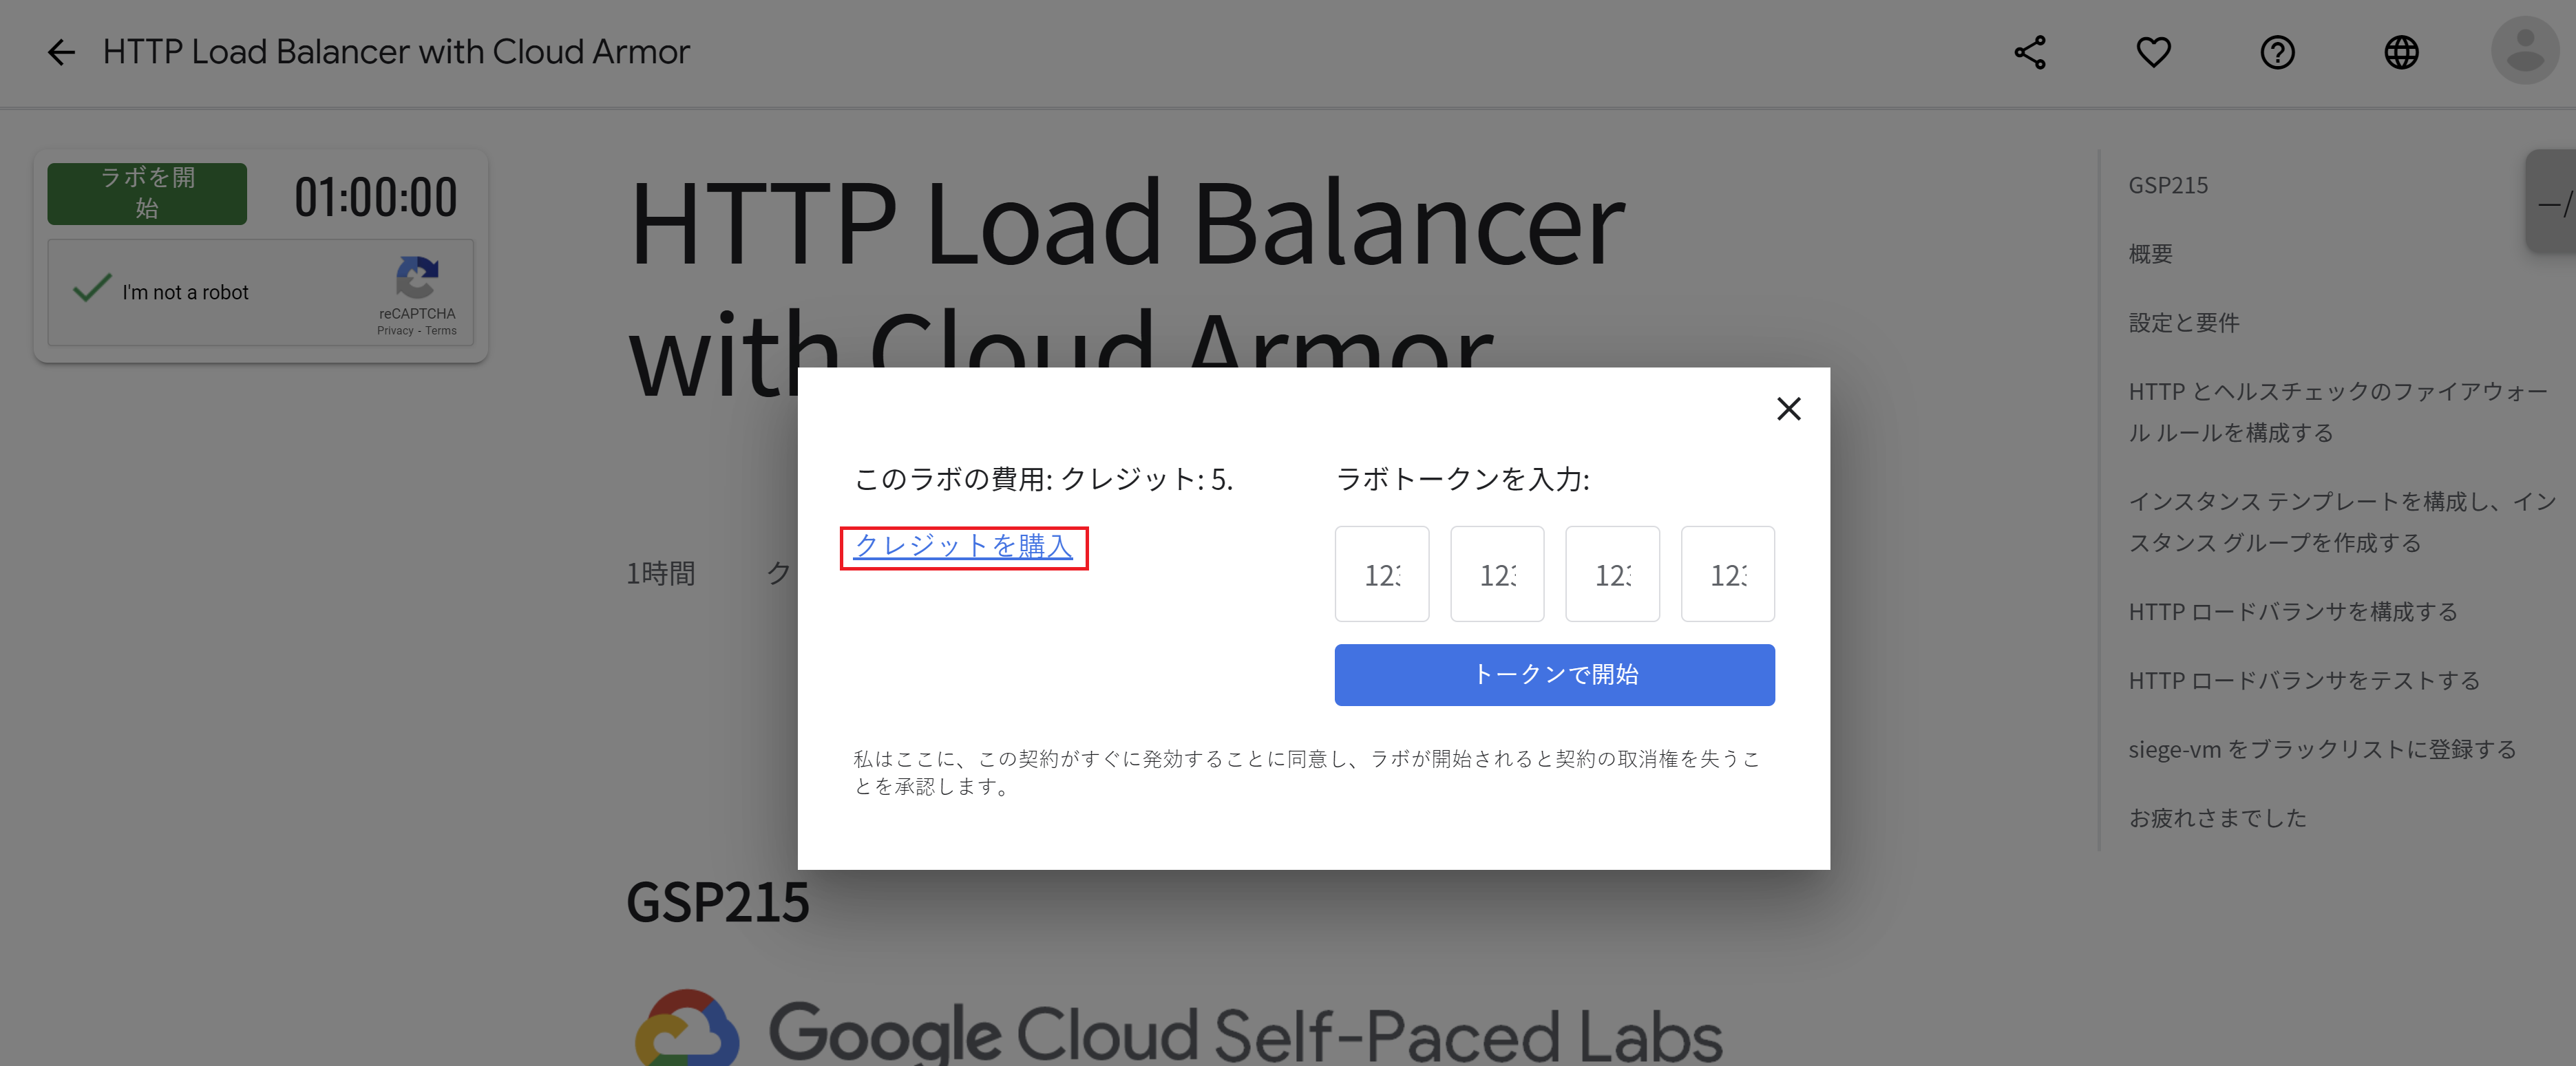 HTTP Load Balancer with Cloud Armor
ラボを開
始
01:00:00
I'm not a robot
reCAPTCHA
Privacy - Terms
HTTP Load Balancer
with Cloud Armor
1時間
ク
このラボの費用: クレジット: 5.
クレジットを購入
ラボトークンを入力:
トークンで開始
私はここに、この契約がすぐに発効することに同意し、ラボが開始されると契約の取消権を失うこ
とを承認します。
GSP215
Google Cloud Self-Paced Labs
GSP215
概要
設定と要件
HTTP とヘルスチェックのファイアウォー
ル ルールを構成する
インスタンス テンプレートを構成し、イン
スタンス グループを作成する
HTTP ロードバランサを構成する
HTTP ロードバランサをテストする
siege-vm をブラックリストに登録する
お疲れさまでした
—/